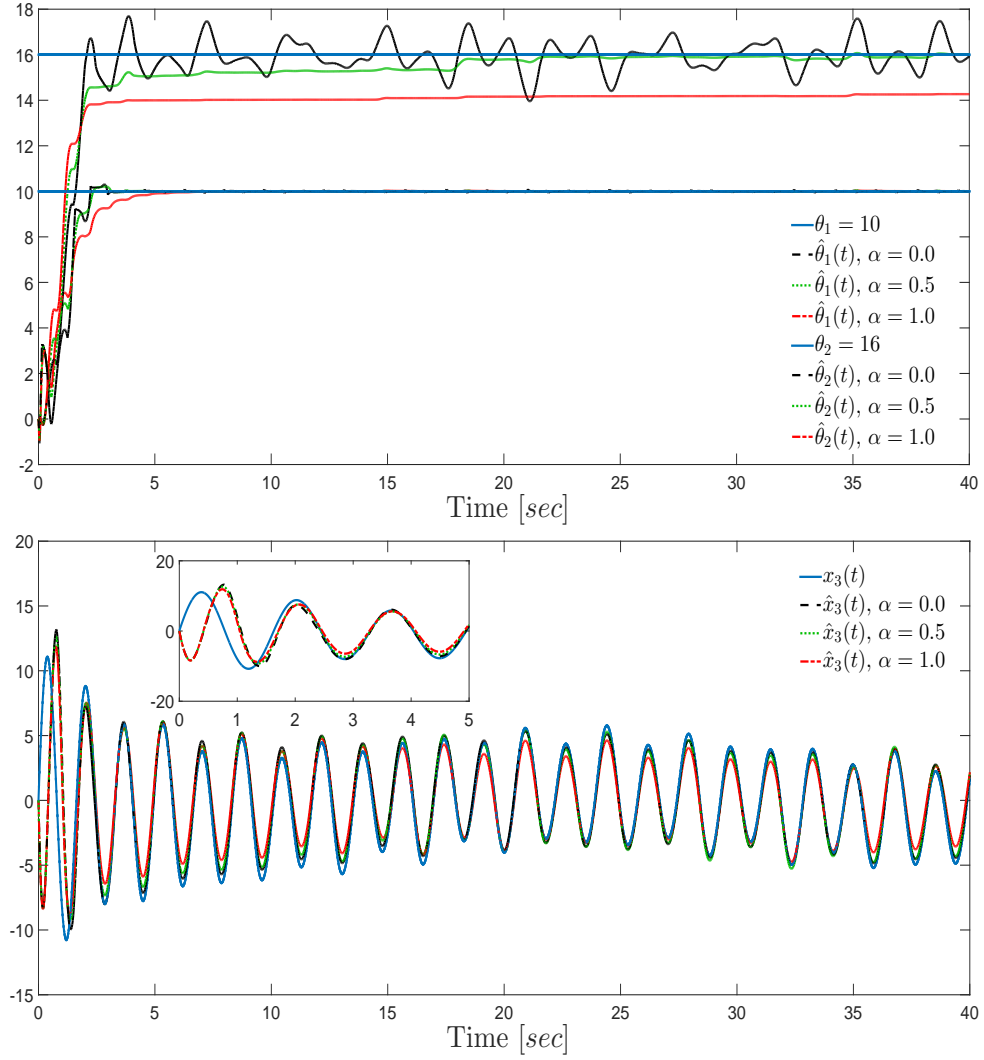 18
16
14
12
10
8
6
4
2
0
-2
θ₁ = 10
θ̂₁(t), α = 0.0
θ̂₁(t), α = 0.5
θ̂₁(t), α = 1.0
θ₂ = 16
θ̂₂(t), α = 0.0
θ̂₂(t), α = 0.5
θ̂₂(t), α = 1.0
0 5 10 15 20 25 30 35 40
Time [sec]
20
15
10
5
0
-5
-10
-15
20
0
-20
0 1 2 3 4 5
x₃(t)
x̂₃(t), α = 0.0
x̂₃(t), α = 0.5
x̂₃(t), α = 1.0
0 5 10 15 20 25 30 35 40
Time [sec]